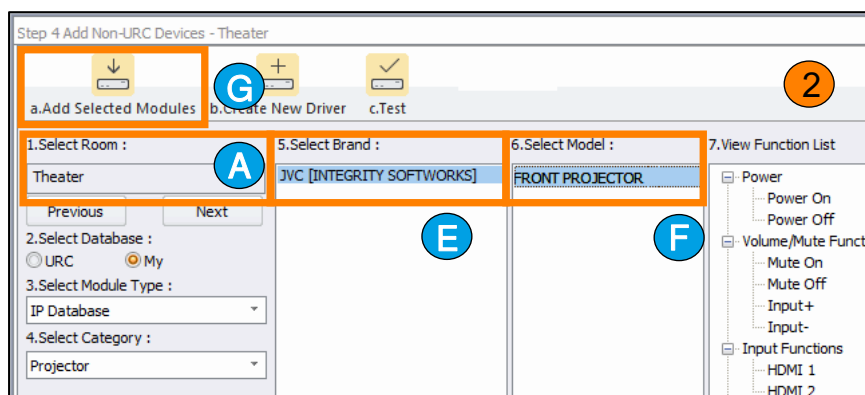 Step 4 Add Non-URC Devices - Theater
G
2
a.Add Selected Modules b.Create New Driver c.Test
1.Select Room :
Theater
A
Previous Next
2.Select Database :
URC My
3.Select Module Type :
IP Database
4.Select Category :
Projector
5.Select Brand :
JVC [INTEGRITY SOFTWORKS]
E
6.Select Model :
FRONT PROJECTOR
F
7.View Function List
Power
Power On
Power Off
Volume/Mute Funct
Mute On
Mute Off
Input+
Input-
Input Functions
HDMI 1
HDMI 2